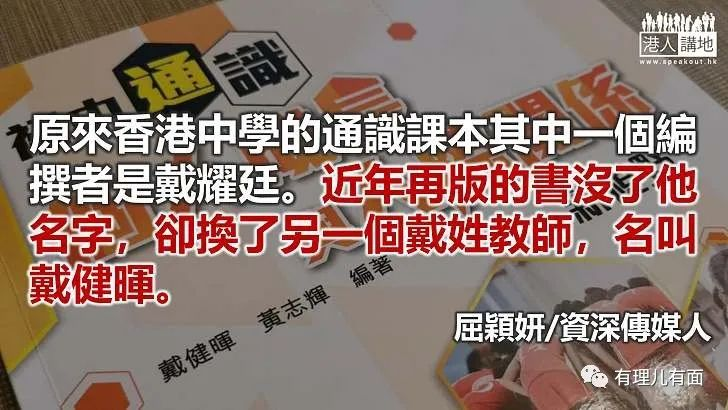 港人講地
www.speakout.hk
通識
原來香港中學的通識課本其中一個編
撰者是戴耀廷。近年再版的書沒了他
名字，卻換了另一個戴姓教師，名叫
戴健暉。
戴健暉 黃志輝 編著
屈穎妍/資深傳媒人
有理儿有面